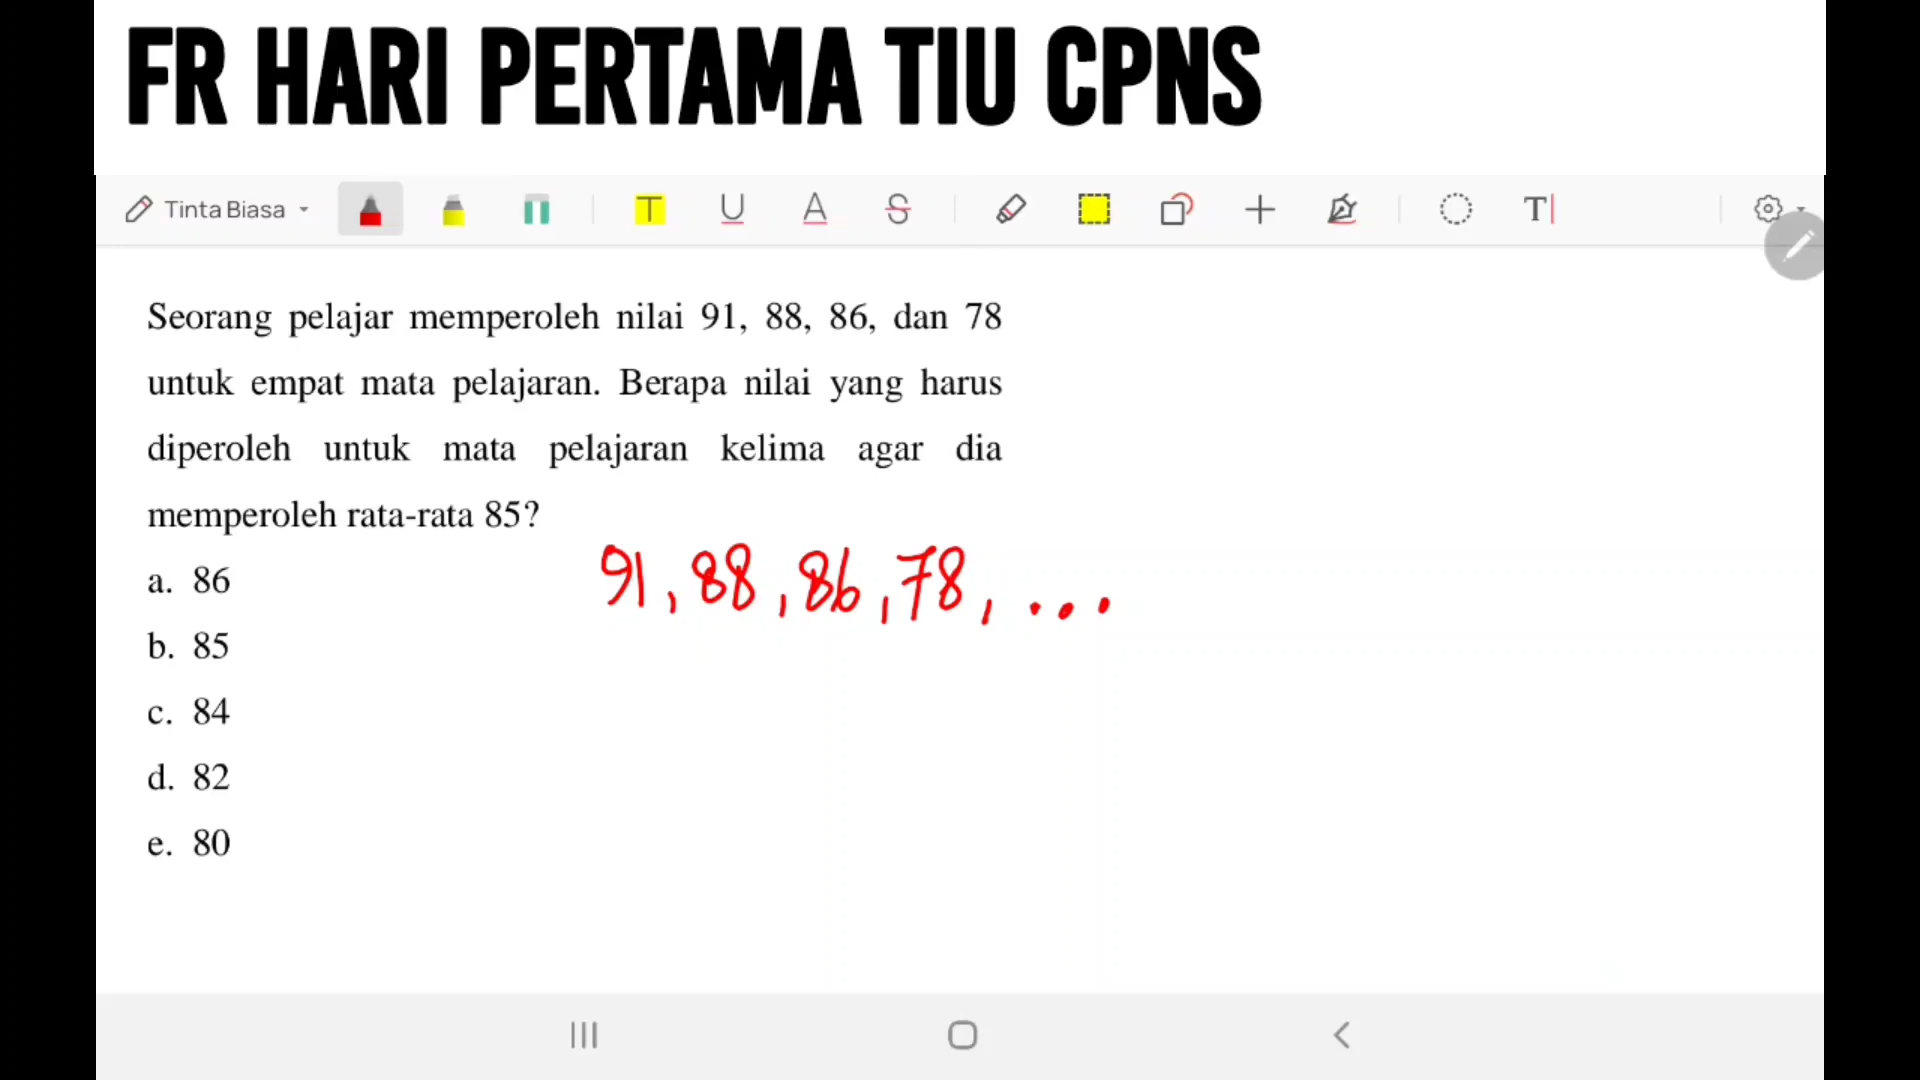 FR HARI PERTAMA TIU CPNS
Tinta Biasa
Seorang pelajar memperoleh nilai 91, 88, 86, dan 78
untuk empat mata pelajaran. Berapa nilai yang harus
diperoleh untuk mata pelajaran kelima agar dia
memperoleh rata-rata 85?
91, 88, 86, 78, ...
a. 86
b. 85
c. 84
d. 82
e. 80